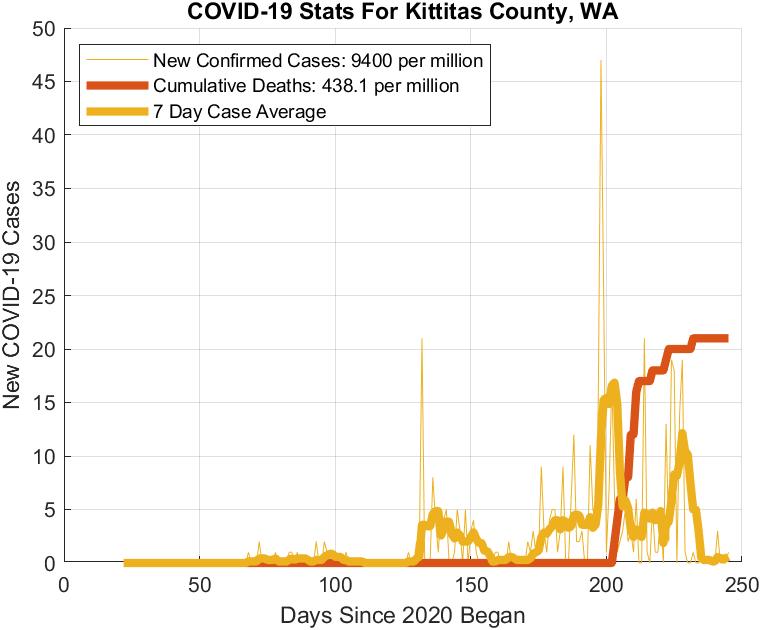 COVID-19 Stats For Kittitas County, WA
New Confirmed Cases: 9400 per million
Cumulative Deaths: 438.1 per million
7 Day Case Average
New COVID-19 Cases
50
45
40
35
30
25
20
15
10
5
0
0 50 100 150 200 250
Days Since 2020 Began